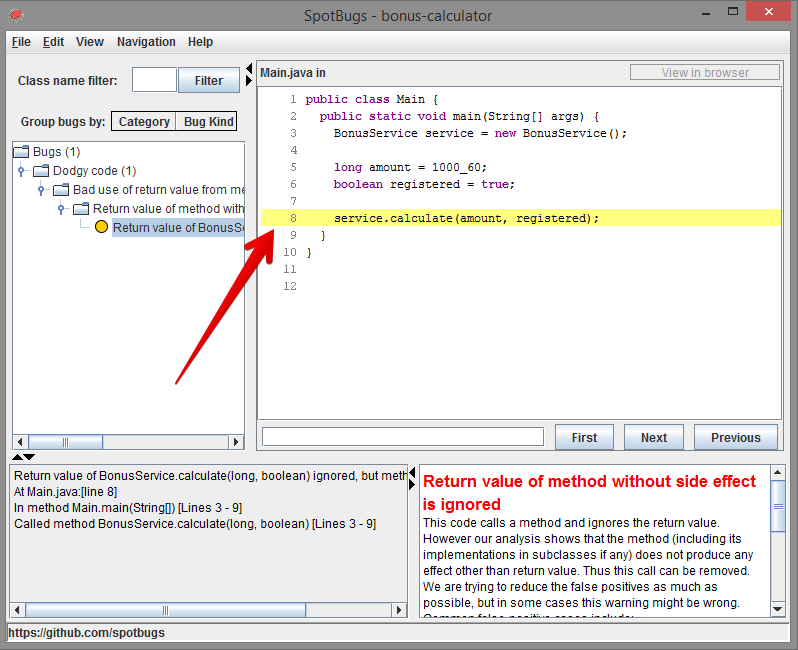 SpotBugs - bonus-calculator
File Edit View Navigation Help
Class name filter: Filter
Group bugs by: Category Bug Kind
Bugs (1)
Dodgy code (1)
Bad use of return value from me
Return value of method with
Return value of BonusSe
Main.java in View in browser
1 public class Main {
2 public static void main(String[] args) {
3 BonusService service = new BonusService();
4
5 long amount = 1000_60;
6 boolean registered = true;
7
8 service.calculate(amount, registered);
9 }
10 }
11
12
First Next Previous
Return value of BonusService.calculate(long, boolean) ignored, but meth
At Main.java:[line 8]
In method Main.main(String[]) [Lines 3 - 9]
Called method BonusService.calculate(long, boolean) [Lines 3 - 9]
Return value of method without side effect
is ignored
This code calls a method and ignores the return value.
However our analysis shows that the method (including its
implementations in subclasses if any) does not produce any
effect other than return value. Thus this call can be removed.
We are trying to reduce the false positives as much as
possible, but in some cases this warning might be wrong.
Common false-positive cases include:
https://github.com/spotbugs